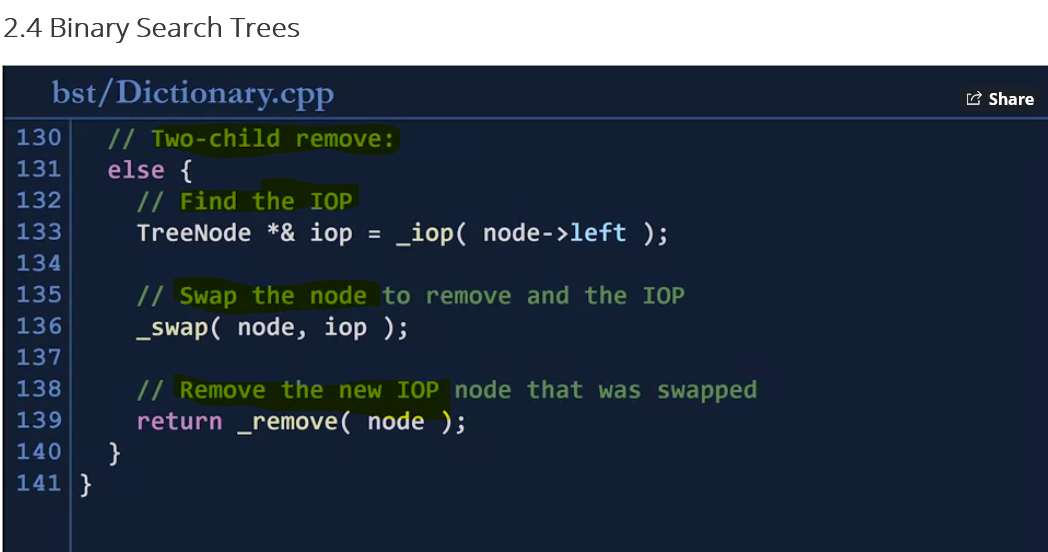 2.4 Binary Search Trees
bst/Dictionary.cpp
Share
130 // Two-child remove:
131 else {
132 // Find the IOP
133 TreeNode *& iop = _iop( node->left );
134
135 // Swap the node to remove and the IOP
136 _swap( node, iop );
137
138 // Remove the new IOP node that was swapped
139 return _remove( node );
140 }
141 }